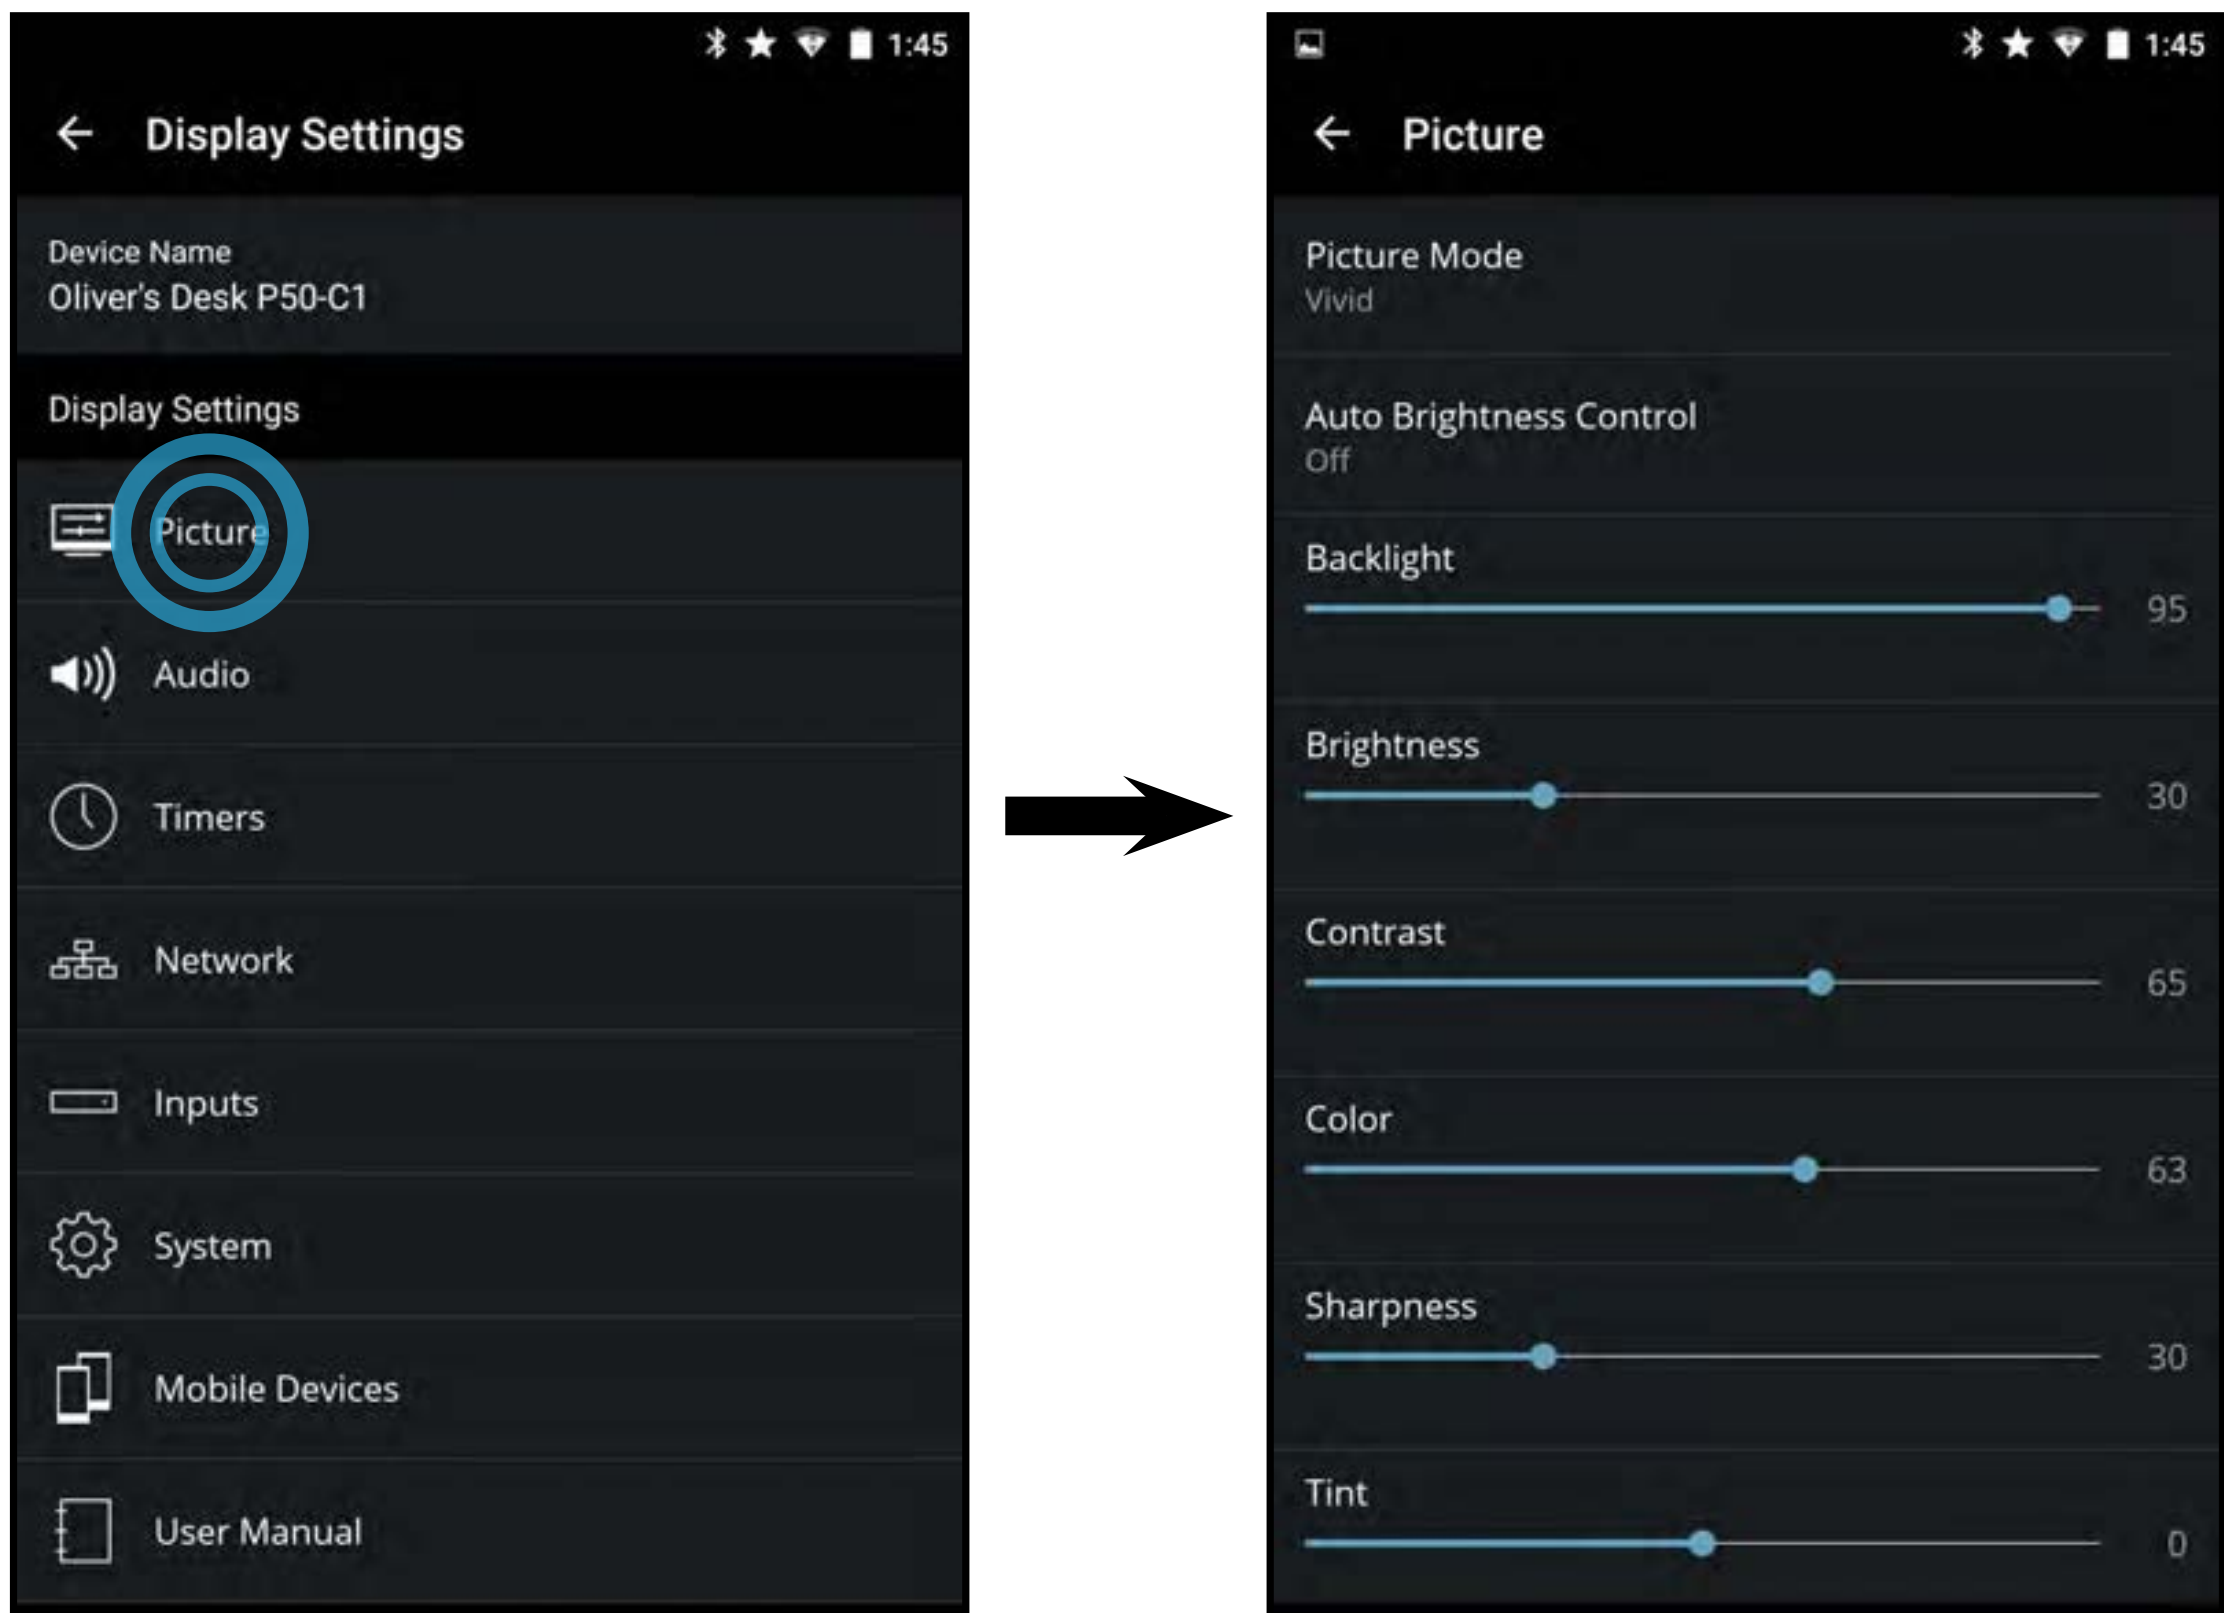 1:45
Display Settings
Device Name
Oliver's Desk P50-C1
Display Settings
Picture
Audio
Timers
Network
Inputs
System
Mobile Devices
User Manual
1:45
Picture
Picture Mode
Vivid
Auto Brightness Control
Off
Backlight
95
Brightness
30
Contrast
65
Color
63
Sharpness
30
Tint
0